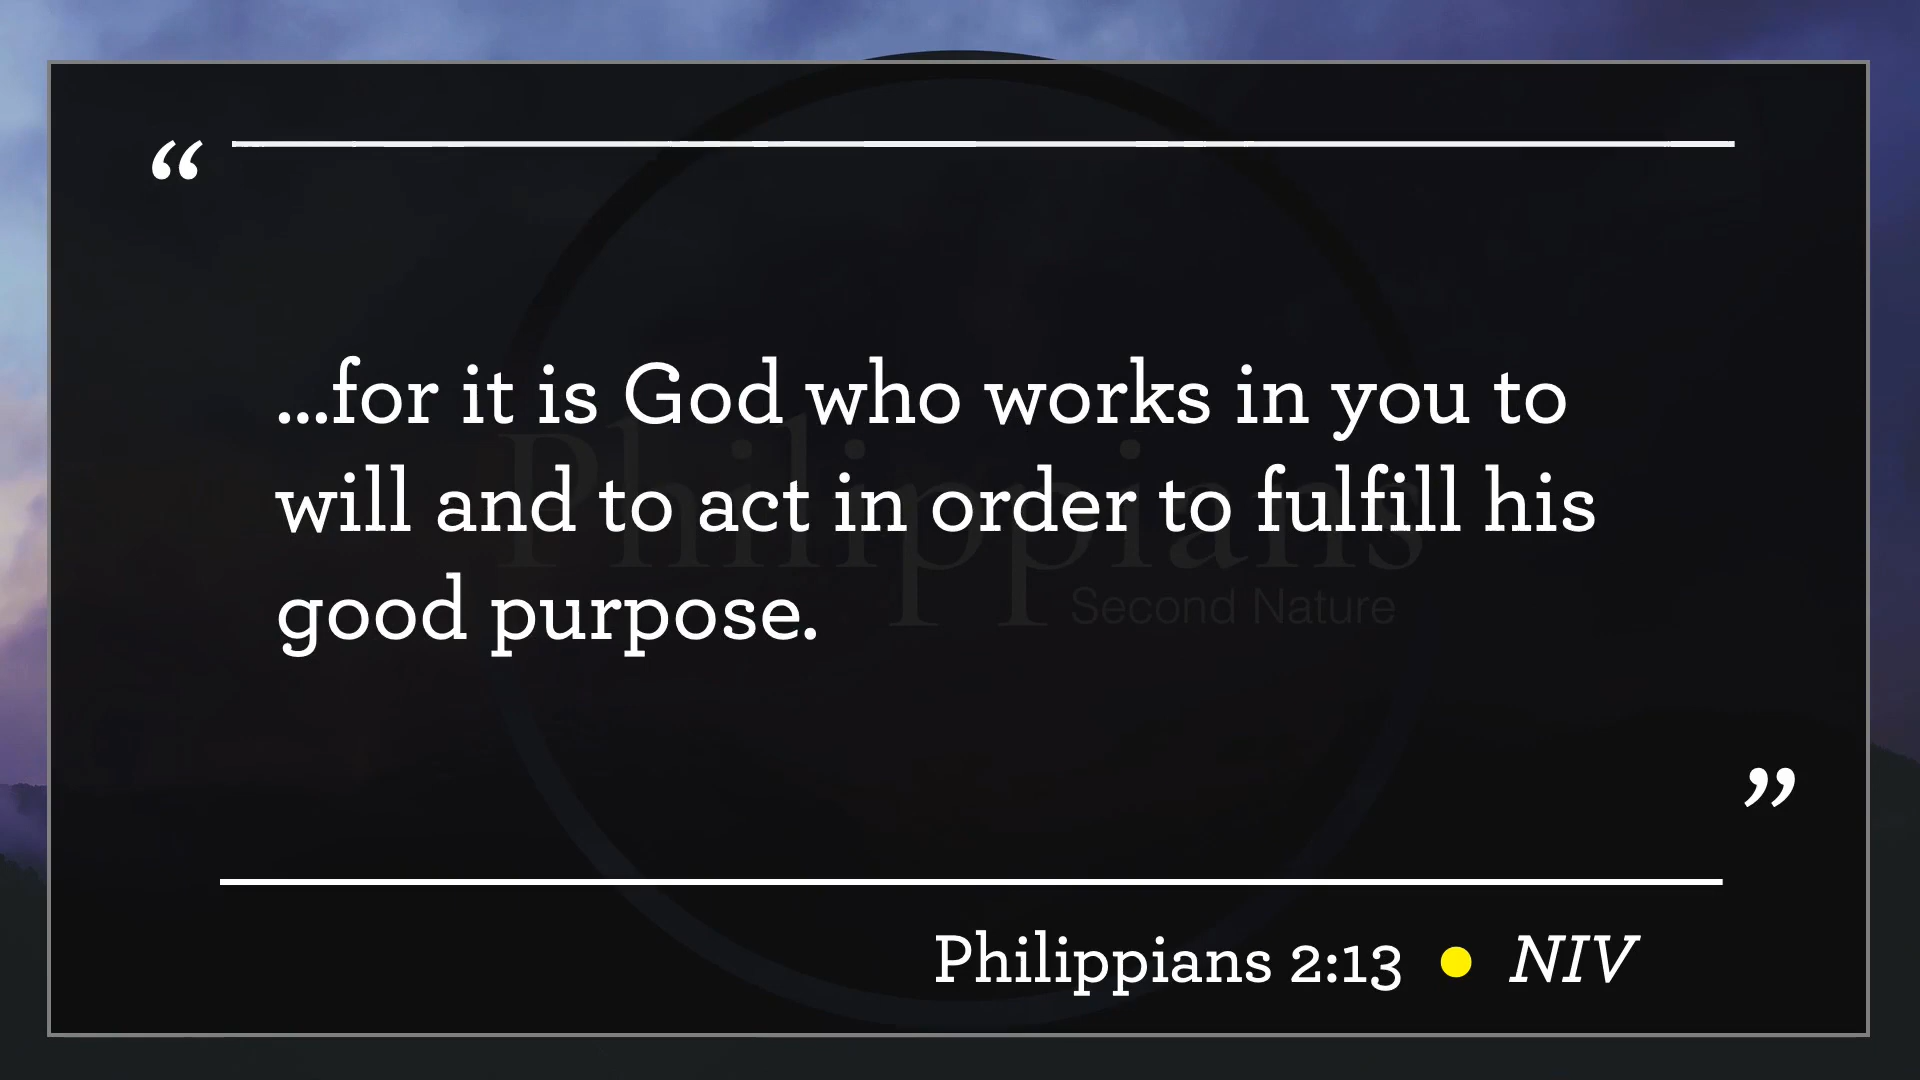 “
...for it is God who works in you to
will and to act in order to fulfill his
good purpose.
”
Philippians
Second Nature
Philippians 2:13 ● NIV